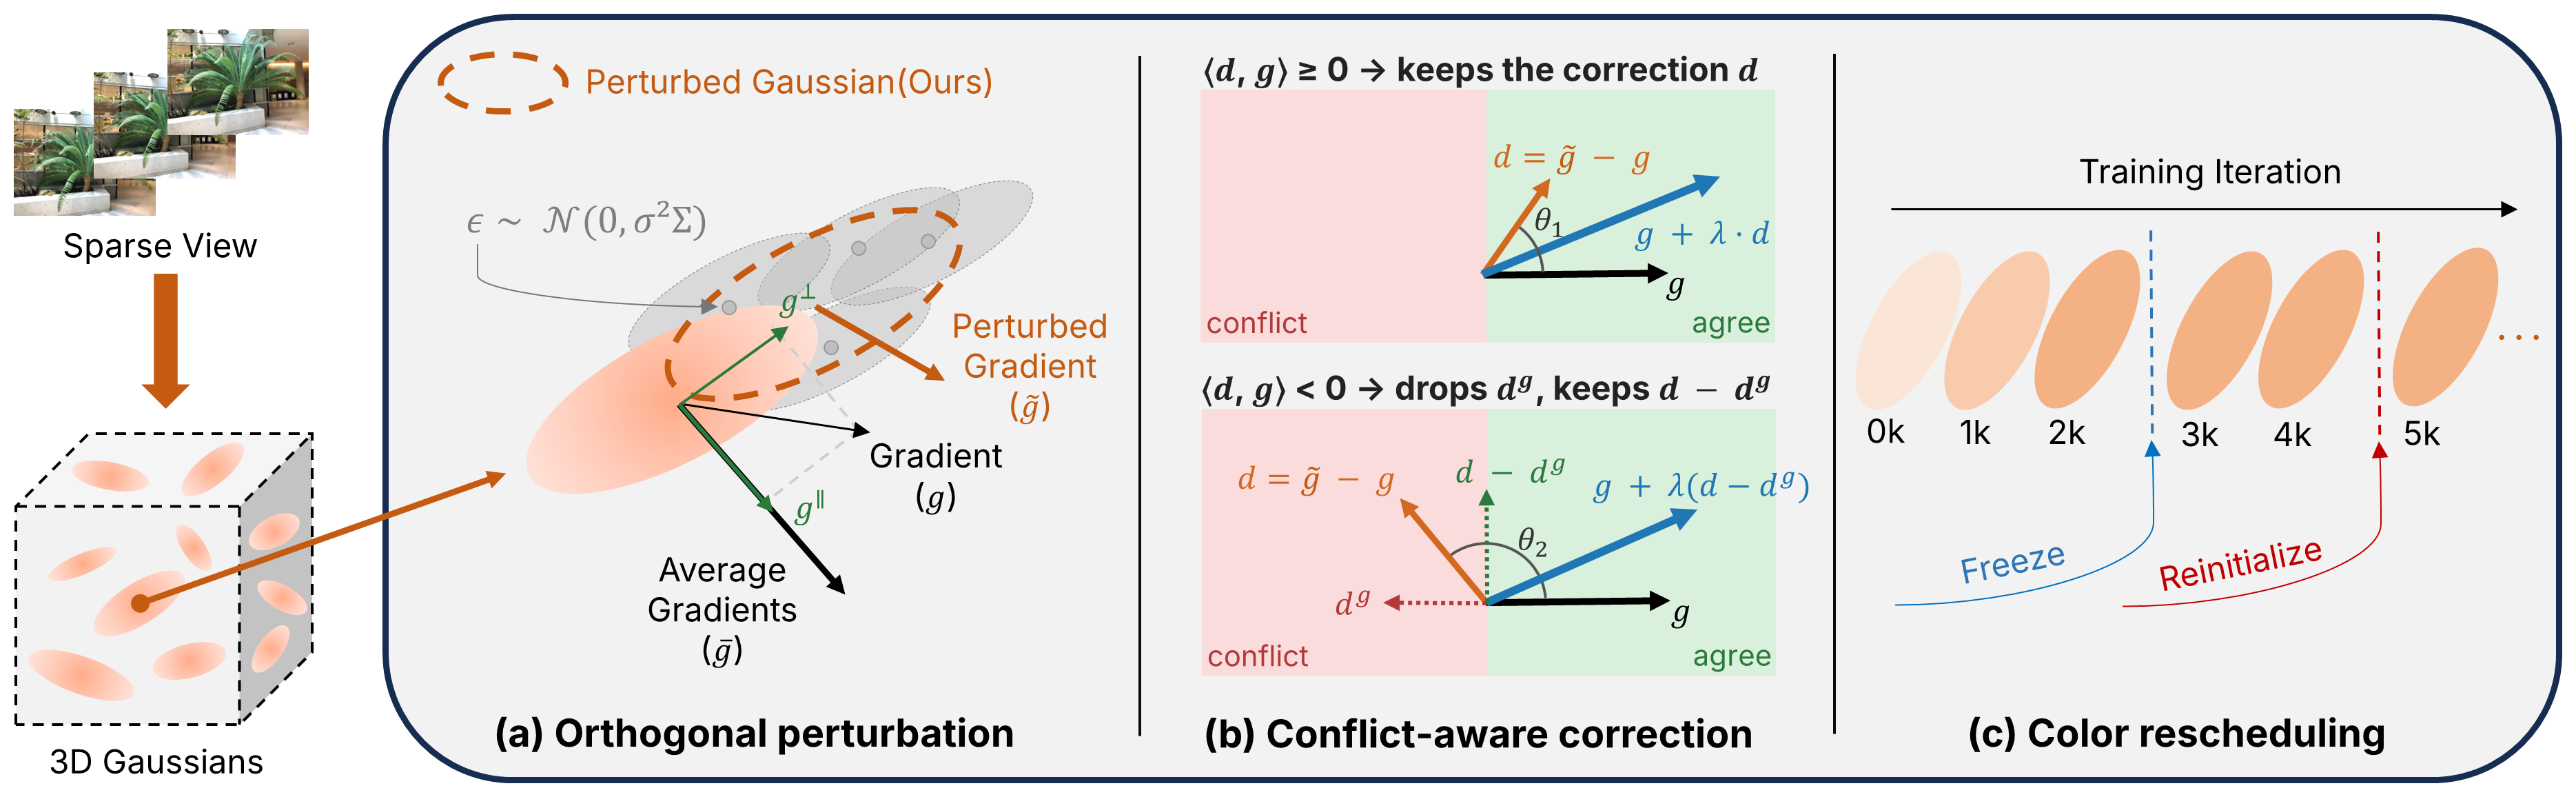 Sparse View
3D Gaussians
Perturbed Gaussian(Ours)
ϵ ~ 𝒩(0, σ²Σ)
g⊥
Perturbed
Gradient
(g̃)
Gradient
(g)
g∥
Average
Gradients
(ḡ)
(a) Orthogonal perturbation
⟨d, g⟩ ≥ 0 → keeps the correction d
d = g̃ − g
θ₁
g + λ · d
g
conflict
agree
⟨d, g⟩ < 0 → drops dᵍ, keeps d − dᵍ
d = g̃ − g
d − dᵍ
g + λ(d − dᵍ)
θ₂
dᵍ
g
conflict
agree
(b) Conflict-aware correction
Training Iteration
0k 1k 2k 3k 4k 5k
...
Freeze
Reinitialize
(c) Color rescheduling